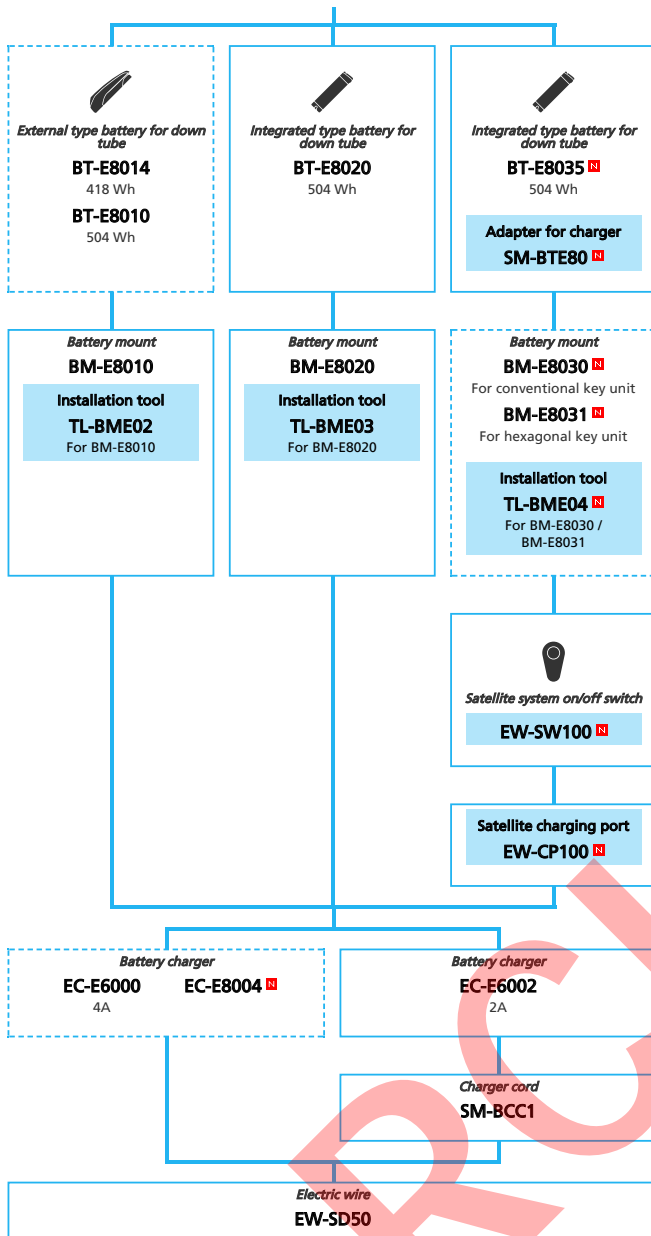 External type battery for down
tube
BT-E8014
418 Wh
BT-E8010
504 Wh
Integrated type battery for
down tube
BT-E8020
504 Wh
Integrated type battery for
down tube
BT-E8035 N
504 Wh
Adapter for charger
SM-BTE80 N
Battery mount
BM-E8010
Installation tool
TL-BME02
For BM-E8010
Battery mount
BM-E8020
Installation tool
TL-BME03
For BM-E8020
Battery mount
BM-E8030 N
For conventional key unit
BM-E8031 N
For hexagonal key unit
Installation tool
TL-BME04 N
For BM-E8030 /
BM-E8031
Satellite system on/off switch
EW-SW100 N
Satellite charging port
EW-CP100 N
Battery charger
EC-E6000 EC-E8004 N
4A
Battery charger
EC-E6002
2A
Charger cord
SM-BCC1
Electric wire
EW-SD50
RCI